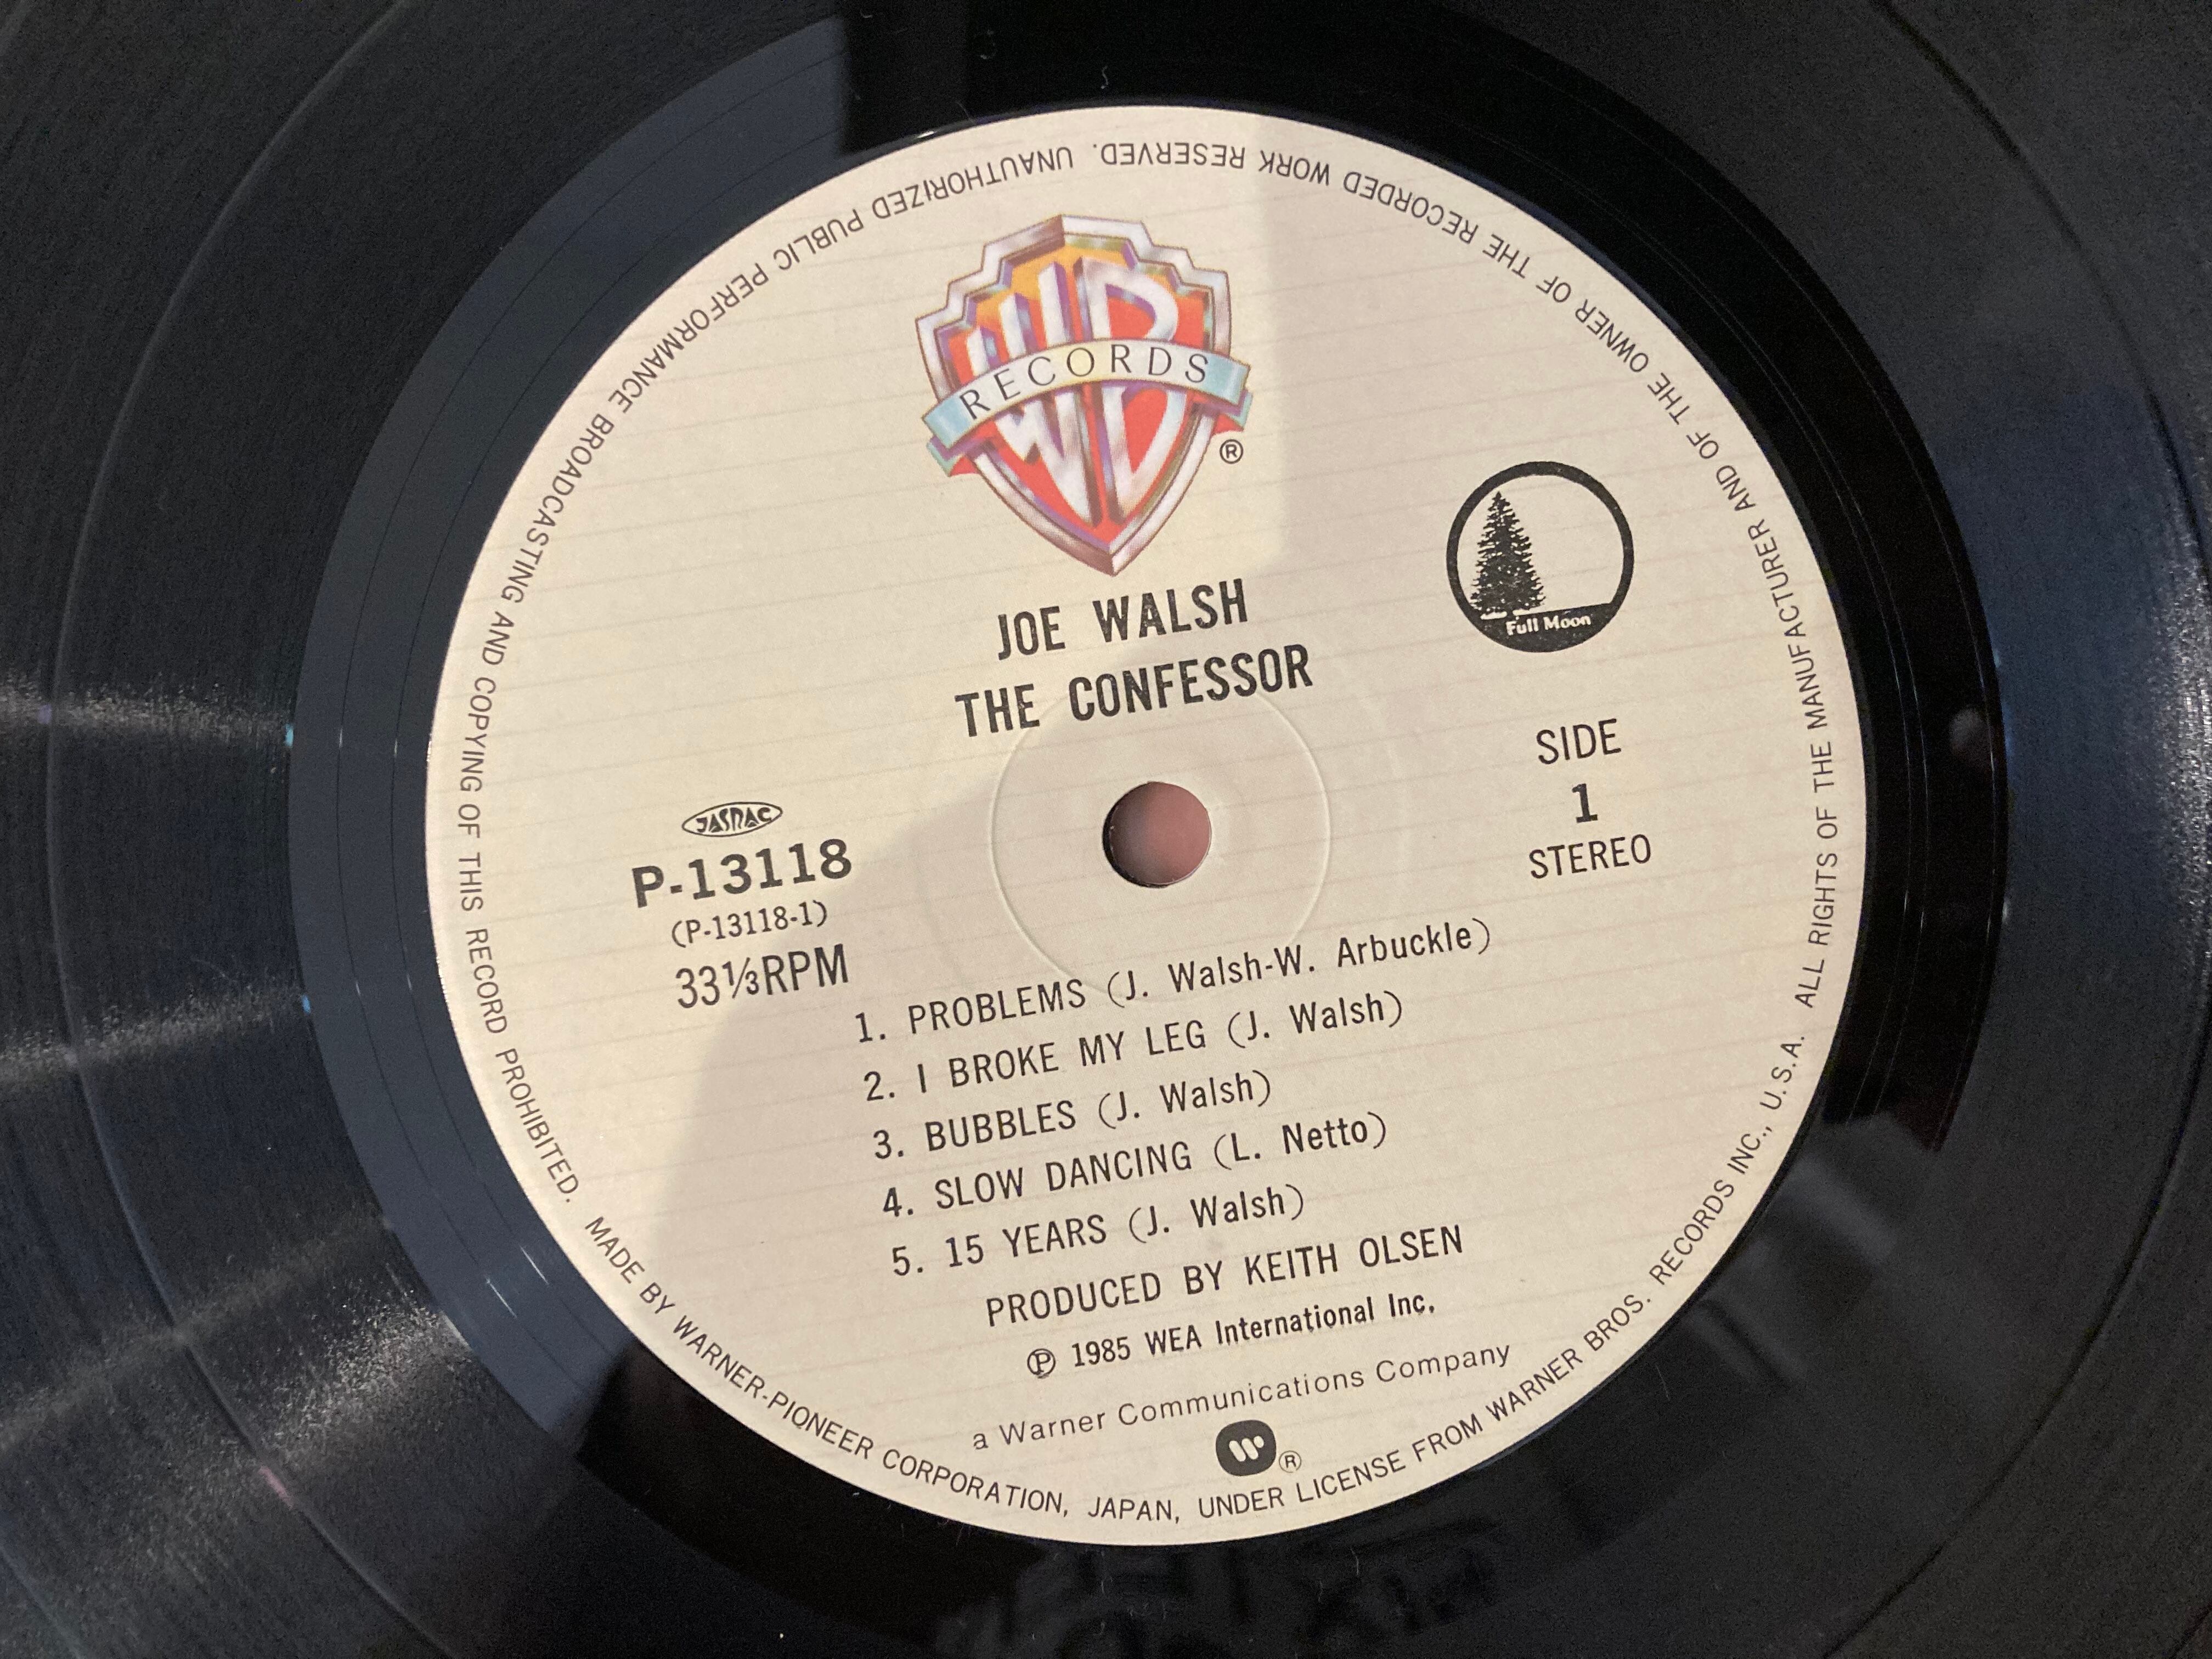 RECORDS
®
Full Moon
JOE WALSH
THE CONFESSOR
SIDE
1
STEREO
JASRAC
P-13118
(P-13118-1)
33⅓RPM
1. PROBLEMS (J. Walsh-W. Arbuckle)
2. I BROKE MY LEG (J. Walsh)
3. BUBBLES (J. Walsh)
4. SLOW DANCING (L. Netto)
5. 15 YEARS (J. Walsh)
PRODUCED BY KEITH OLSEN
℗ 1985 WEA International Inc.
a Warner Communications Company
®
MADE BY WARNER-PIONEER CORPORATION, JAPAN, UNDER LICENSE FROM WARNER BROS. RECORDS INC., U.S.A. ALL RIGHTS OF THE MANUFACTURER AND OF THE OWNER OF THE RECORDED WORK RESERVED. UNAUTHORIZED PUBLIC PERFORMANCE BROADCASTING AND COPYING OF THIS RECORD PROHIBITED.